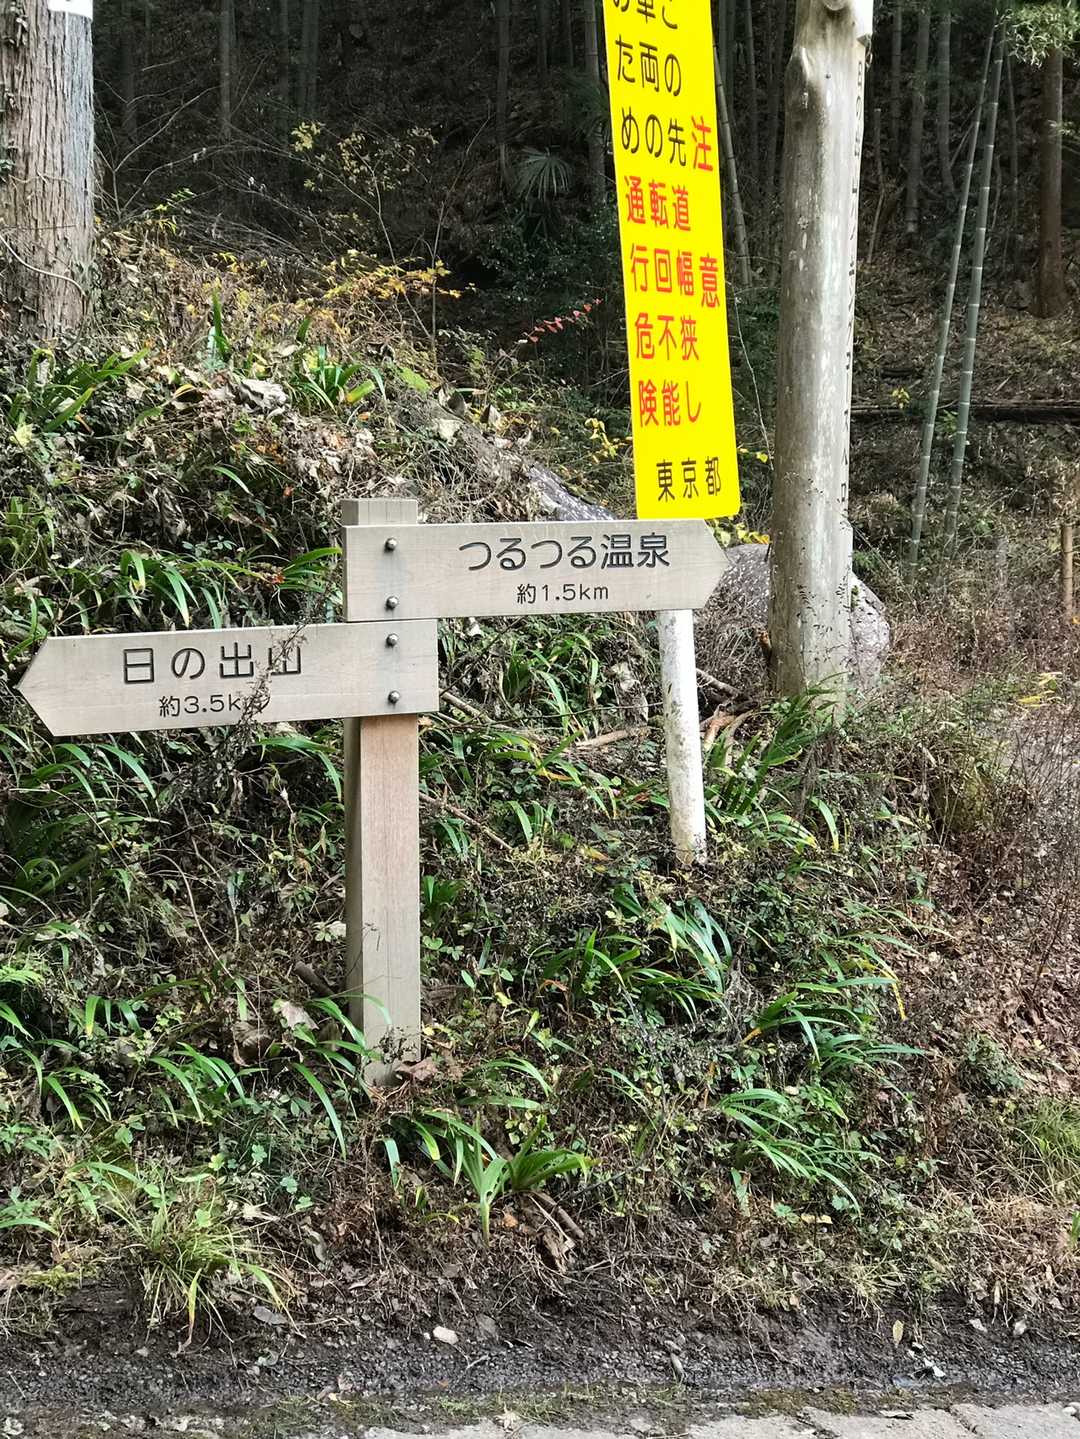 注意
この先道幅狭し
車両の転回不能
のため通行危険
東京都
つるつる温泉
約1.5km
日の出山
約3.5km